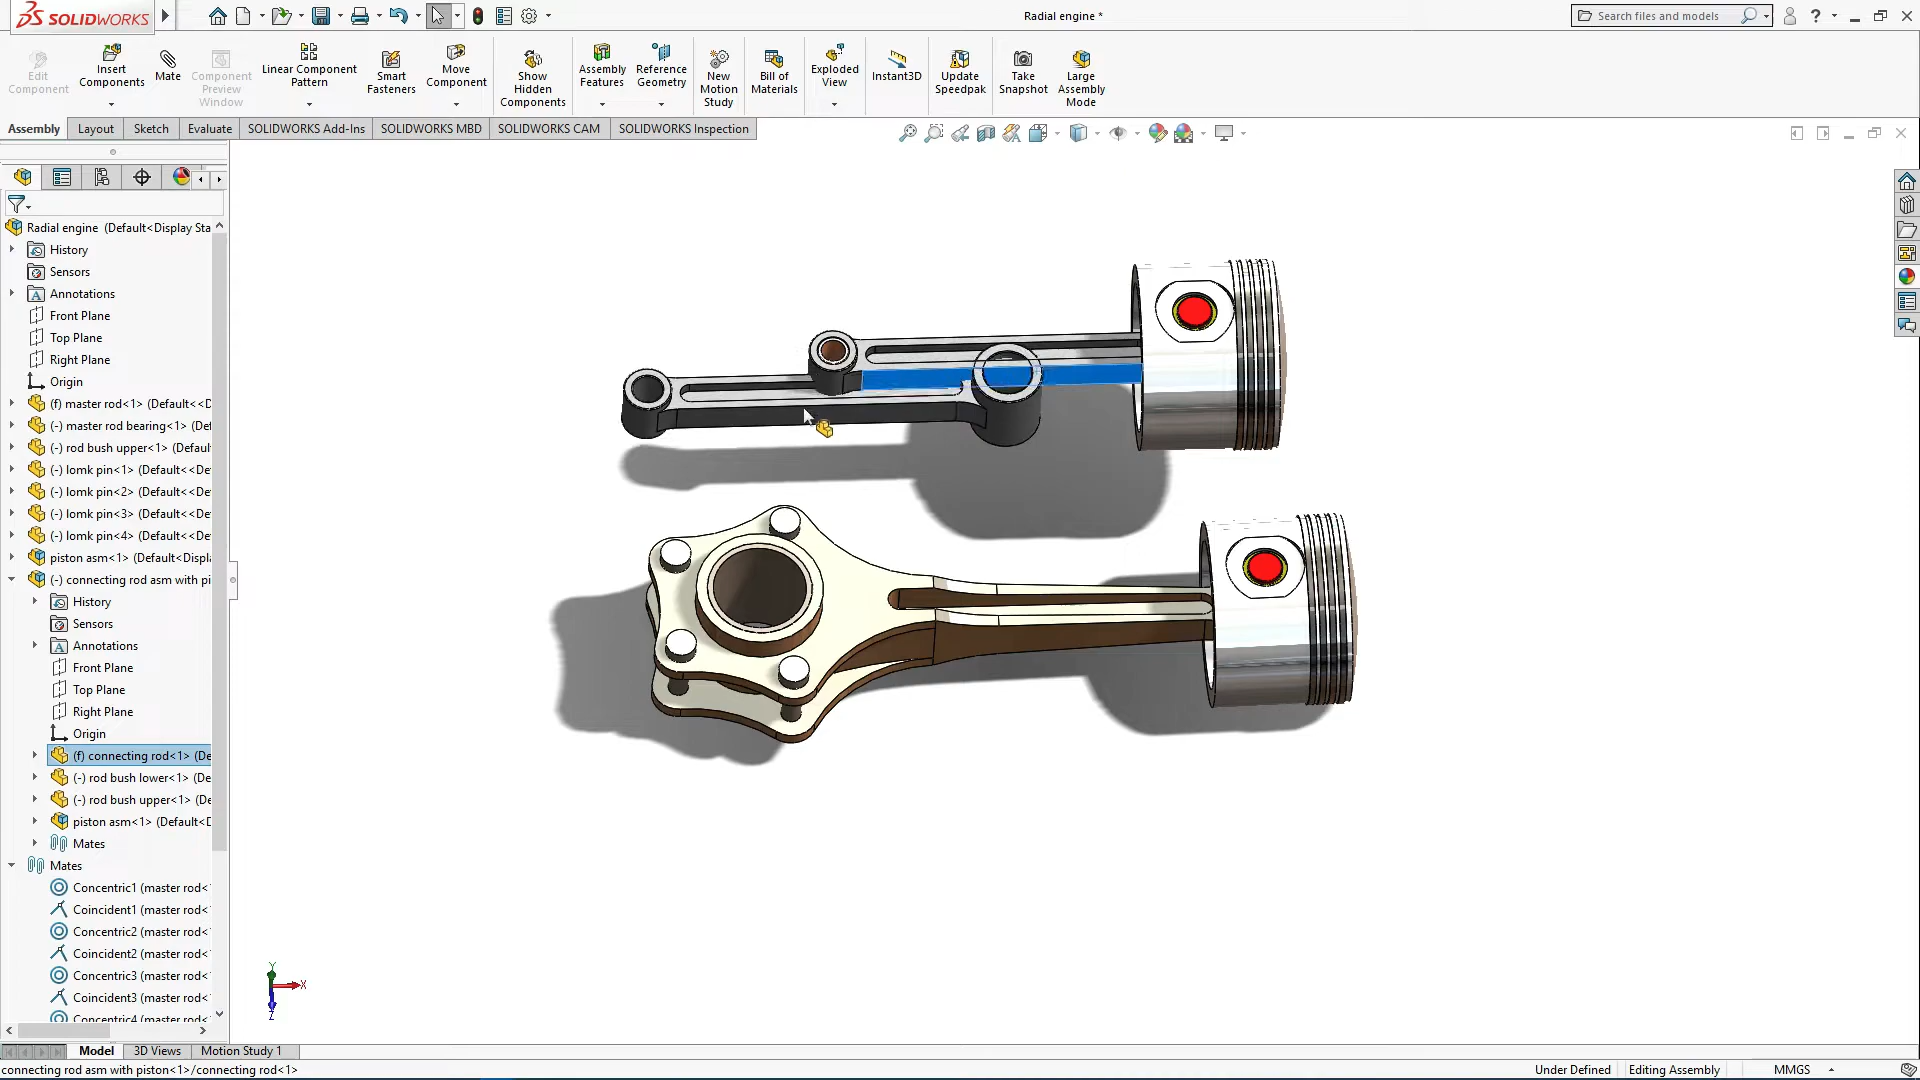 SOLIDWORKS
Radial engine *
Search files and models
Edit Component
Insert Components
Mate
Component Preview Window
Linear Component Pattern
Smart Fasteners
Move Component
Show Hidden Components
Assembly Features
Reference Geometry
New Motion Study
Bill of Materials
Exploded View
Instant3D
Update Speedpak
Take Snapshot
Large Assembly Mode
Assembly
Layout
Sketch
Evaluate
SOLIDWORKS Add-Ins
SOLIDWORKS MBD
SOLIDWORKS CAM
SOLIDWORKS Inspection
Radial engine (Default<Display Sta
History
Sensors
Annotations
Front Plane
Top Plane
Right Plane
Origin
(f) master rod<1> (Default<<D
(-) master rod bearing<1> (De
(-) rod bush upper<1> (Defau
(-) lomk pin<1> (Default<<De
(-) lomk pin<2> (Default<<De
(-) lomk pin<3> (Default<<De
(-) lomk pin<4> (Default<<De
piston asm<1> (Default<Displ
(-) connecting rod asm with pi
History
Sensors
Annotations
Front Plane
Top Plane
Right Plane
Origin
(f) connecting rod<1> (De
(-) rod bush lower<1> (De
(-) rod bush upper<1> (De
piston asm<1> (Default<D
Mates
Mates
Concentric1 (master rod<
Coincident1 (master rod<
Concentric2 (master rod<
Coincident2 (master rod<
Concentric3 (master rod<
Coincident3 (master rod<
Concentric4 (master rod<
Y
X
Z
Model
3D Views
Motion Study 1
connecting rod asm with piston<1>/connecting rod<1>
Under Defined
Editing Assembly
MMGS